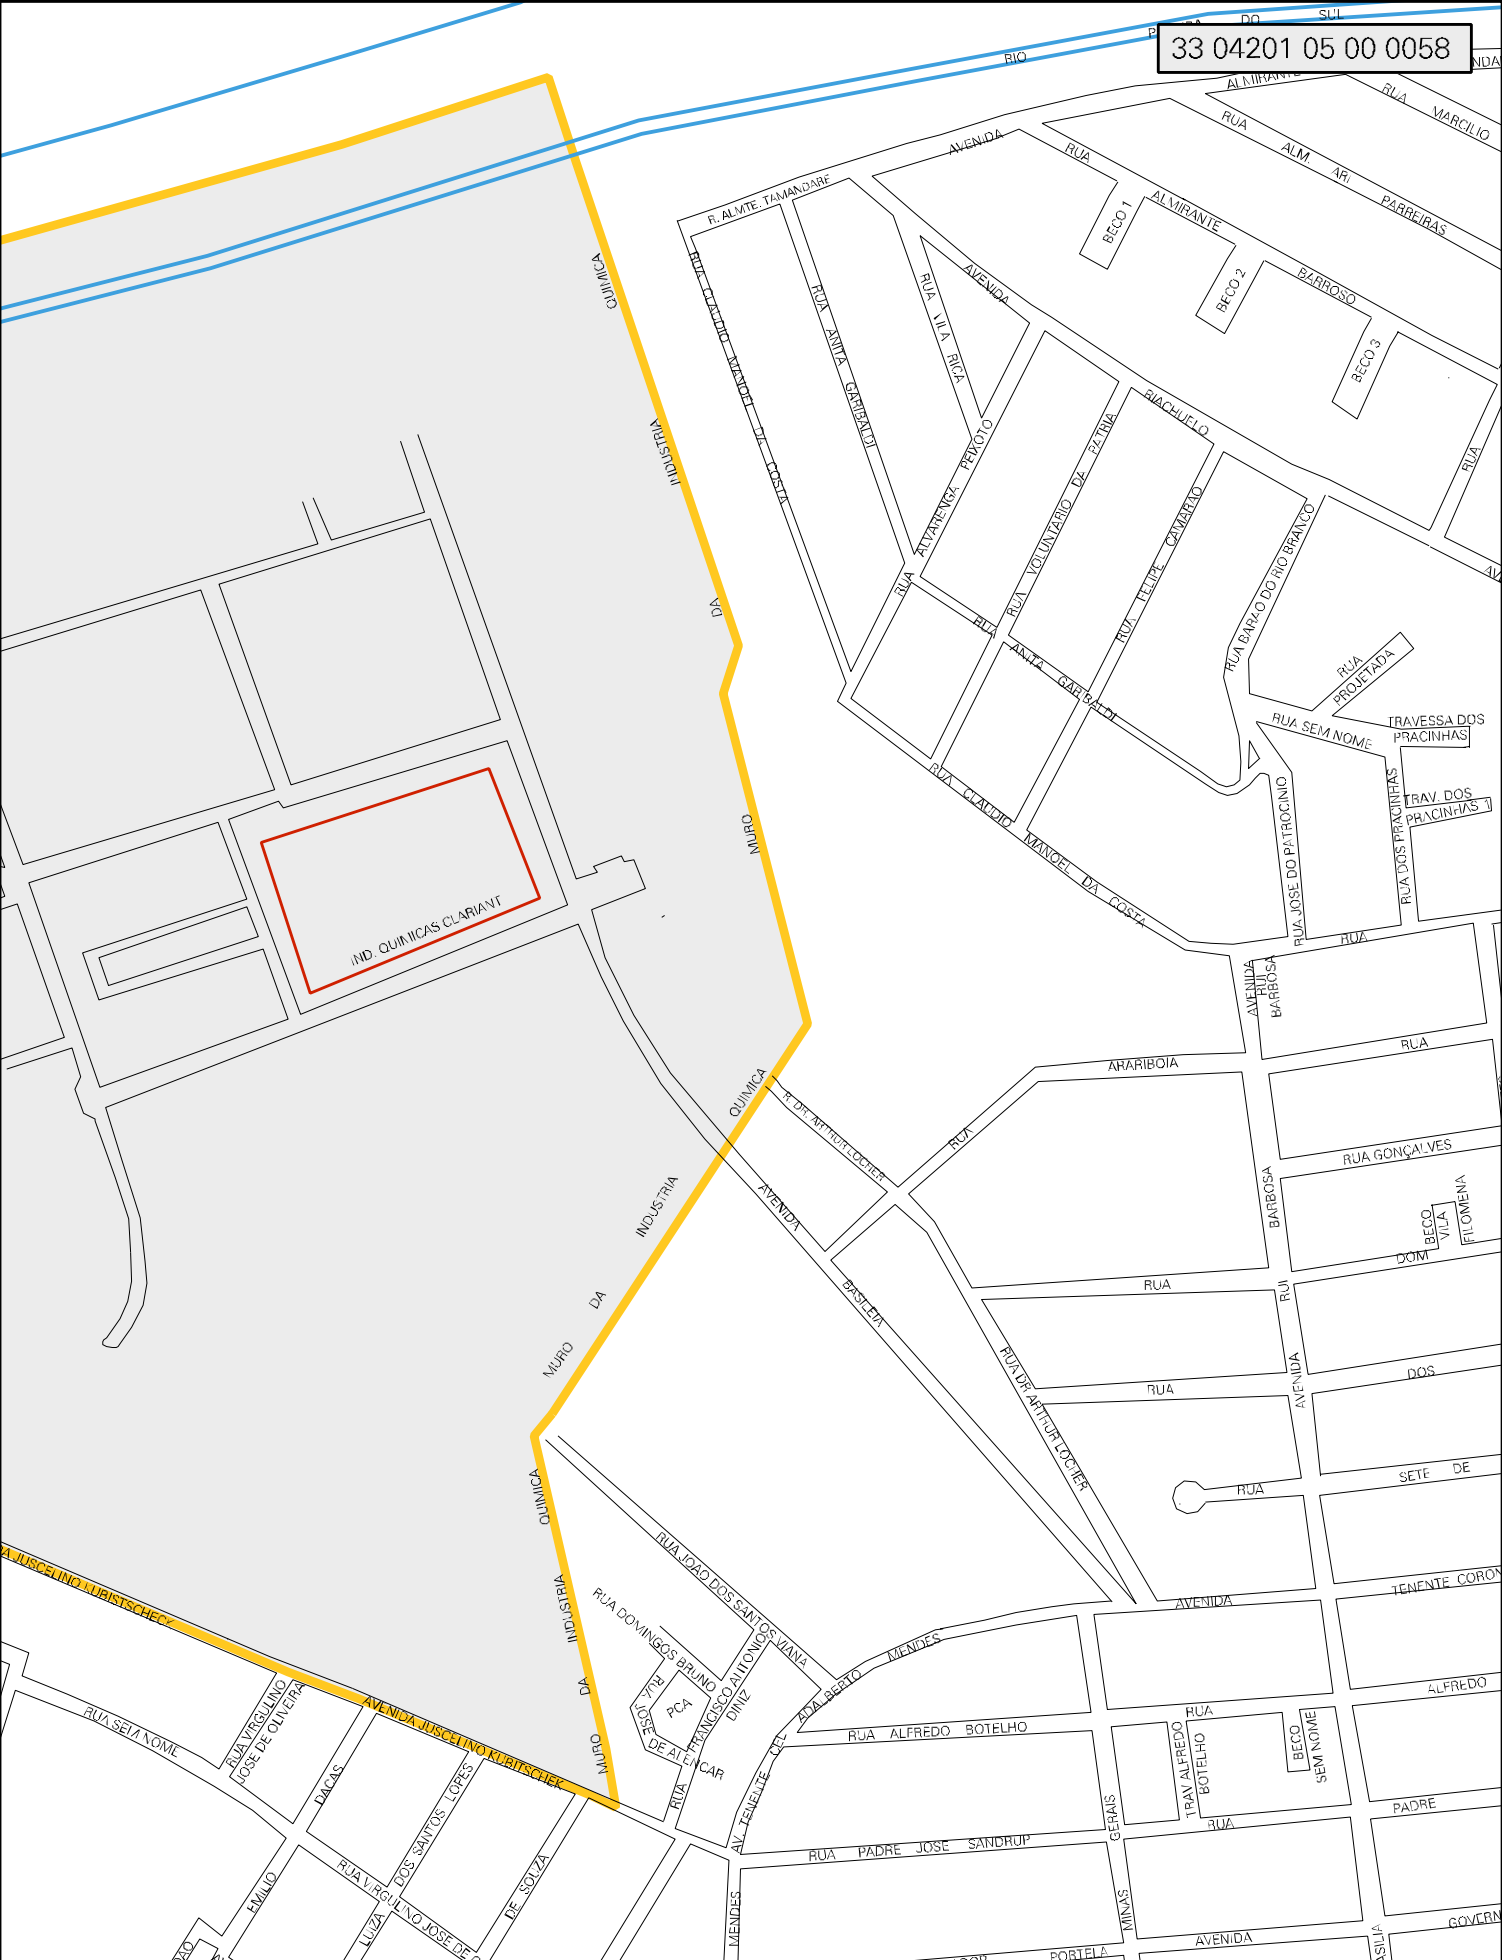 SUL
DO
33 04201 05 00 0058
RIO
ALMIRANTE
RUA MARCILIO
AVENIDA
RUA ALM. ARI PARREIRAS
RUA ALMIRANTE BARROSO
R. ALMTE. TAMANDARE
BECO 1
BECO 2
BECO 3
QUIMICA
INDUSTRIA
DA
MURO
RUA CLAUDIO MANOEL DA COSTA
RUA ANITA GARIBALDI
RUA VILA RICA
AVENIDA
RIACHUELO
RUA ALVARENGA PEIXOTO
RUA VOLUNTARIO DA PATRIA
RUA FELIPE CAMARAO
RUA BARAO DO RIO BRANCO
RUA
RUA ANITA GARIBALDI
RUA
PROJETADA
RUA SEM NOME
TRAVESSA DOS
PRACINHAS
TRAV. DOS
PRACINHAS 1
RUA DOS PRACINHAS
RUA JOSE DO PATROCINIO
RUA CLAUDIO MANOEL DA COSTA
IND. QUIMICAS CLARIANT
RUA
AVENIDA
RUI
BARBOSA
RUA
RUA ARARIBOIA
QUIMICA
INDUSTRIA
DA
MURO
R. DR. ARTHUR LOCHER
RUA GONÇALVES
AVENIDA BASILEIA
BARBOSA
RUI
AVENIDA
BECO
VILA
FILOMENA
RUA
DOM
RUA
DOS
RUA DR ARTHUR LOCHER
RUA
SETE DE
QUIMICA
INDUSTRIA
DA
MURO
RUA JOAO DOS SANTOS VIANA
RUA DOMINGOS BRUNO
RUA JOSE DE ALENCAR
PCA
RUA FRANCISCO ANTONIO
DINIZ
AVENIDA
TENENTE
JUSCELINO KUBISTSCHECK
AVENIDA JUSCELINO KUBITSCHEK
RUA SEM NOME
RUA VIRGULINO
JOSE DE OLIVEIRA
AV. TENENTE CEL ADALBERTO MENDES
RUA ALFREDO BOTELHO
RUA
ALFREDO
TRAV ALFREDO
BOTELHO
BECO
SEM NOME
EMILIO DACAS
LUIZA DOS SANTOS LOPES
DE SOUZA
RUA VIRGULINO JOSE DE
RUA PADRE JOSE SANDRUP
RUA
PADRE
MINAS GERAIS
MENDES
PORTELA
AVENIDA